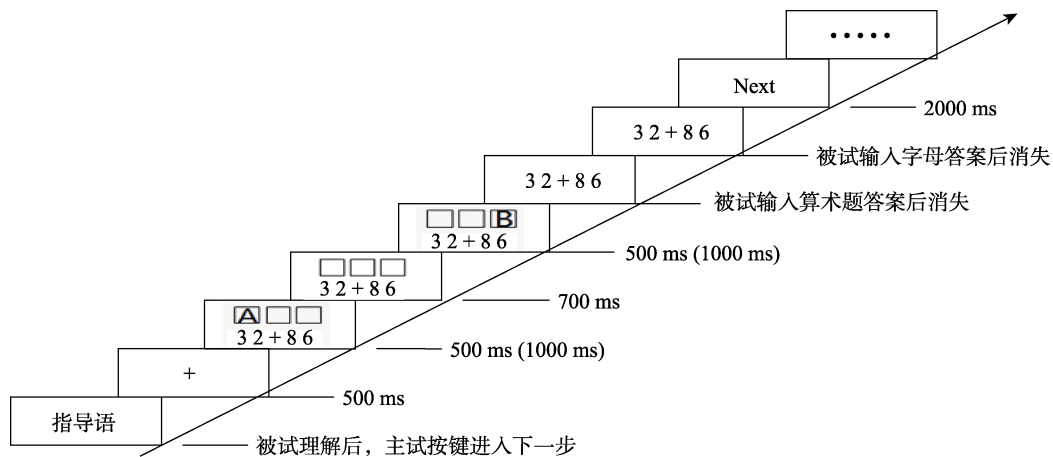 • • • • •
Next
2000 ms
3 2 + 8 6
被试输入字母答案后消失
3 2 + 8 6
被试输入算术题答案后消失
B
3 2 + 8 6
500 ms (1000 ms)
3 2 + 8 6
700 ms
A
3 2 + 8 6
500 ms (1000 ms)
+
500 ms
指导语
被试理解后，主试按键进入下一步